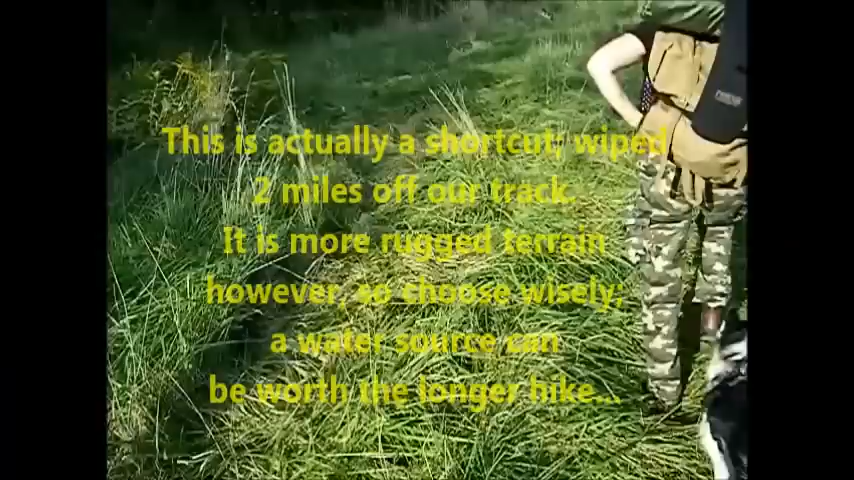 This is actually a shortcut; wiped
2 miles off our track.
It is more rugged terrain
however, so choose wisely;
a water source can
be worth the longer hike...